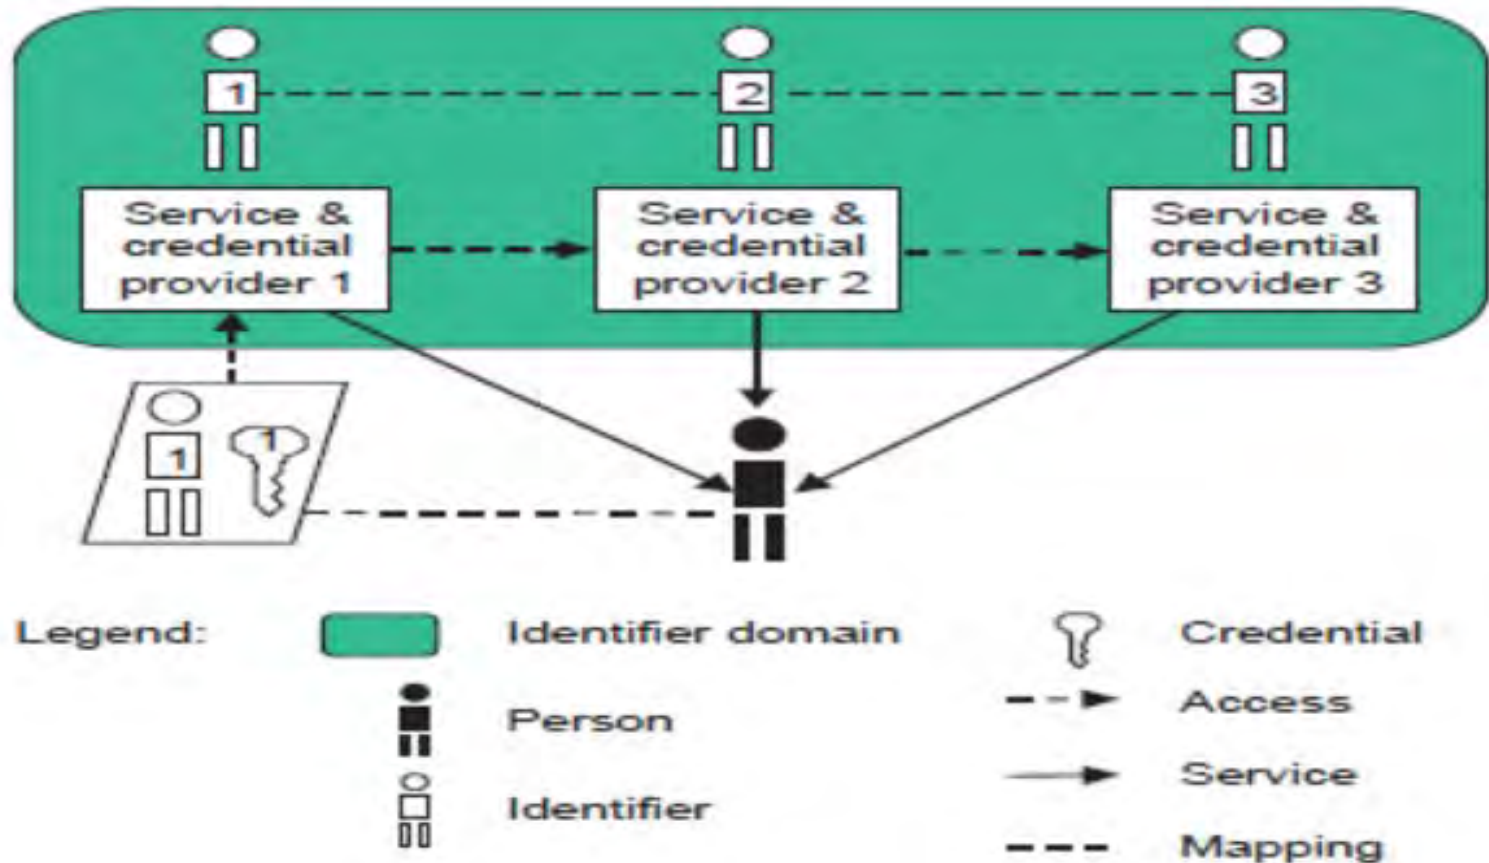 1
2
3
Service &
credential
provider 1
Service &
credential
provider 2
Service &
credential
provider 3
1
1
Legend:
Identifier domain
Person
Identifier
Credential
Access
Service
Mapping